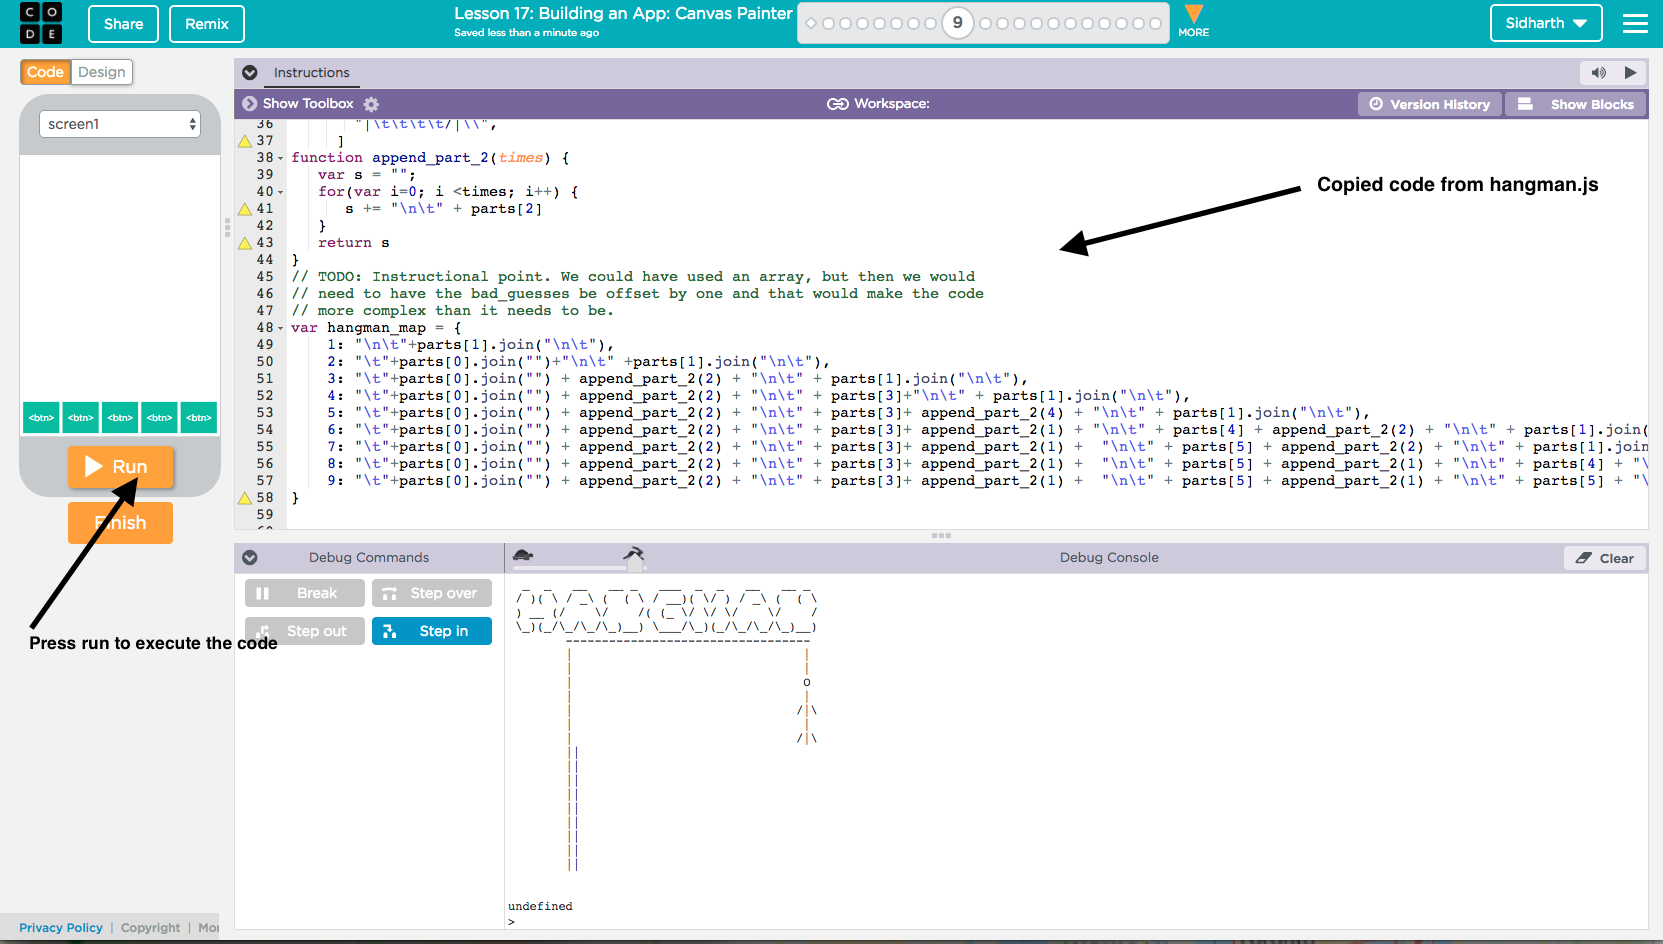 CODE
Share
Remix
Lesson 17: Building an App: Canvas Painter
Saved less than a minute ago
9
MORE
Sidharth
Code
Design
Instructions
Show Toolbox
Workspace:
Version History
Show Blocks
screen1
<btn>
<btn>
<btn>
<btn>
<btn>
Run
Finish
Press run to execute the code
Copied code from hangman.js
36 "|\t\t\t\t/|\\",
37 ]
38 function append_part_2(times) {
39 var s = "";
40 for(var i=0; i <times; i++) {
41 s += "\n\t" + parts[2]
42 }
43 return s
44 }
45 // TODO: Instructional point. We could have used an array, but then we would
46 // need to have the bad_guesses be offset by one and that would make the code
47 // more complex than it needs to be.
48 var hangman_map = {
49 1: "\n\t"+parts[1].join("\n\t"),
50 2: "\t"+parts[0].join("")+"\n\t" +parts[1].join("\n\t"),
51 3: "\t"+parts[0].join("") + append_part_2(2) + "\n\t" + parts[1].join("\n\t"),
52 4: "\t"+parts[0].join("") + append_part_2(2) + "\n\t" + parts[3]+"\n\t" + parts[1].join("\n\t"),
53 5: "\t"+parts[0].join("") + append_part_2(2) + "\n\t" + parts[3]+ append_part_2(4) + "\n\t" + parts[1].join("\n\t"),
54 6: "\t"+parts[0].join("") + append_part_2(2) + "\n\t" + parts[3]+ append_part_2(1) + "\n\t" + parts[4] + append_part_2(2) + "\n\t" + parts[1].join(
55 7: "\t"+parts[0].join("") + append_part_2(2) + "\n\t" + parts[3]+ append_part_2(1) + "\n\t" + parts[5] + append_part_2(2) + "\n\t" + parts[1].join
56 8: "\t"+parts[0].join("") + append_part_2(2) + "\n\t" + parts[3]+ append_part_2(1) + "\n\t" + parts[5] + append_part_2(1) + "\n\t" + parts[4] + "\
57 9: "\t"+parts[0].join("") + append_part_2(2) + "\n\t" + parts[3]+ append_part_2(1) + "\n\t" + parts[5] + append_part_2(1) + "\n\t" + parts[5] + "\
58 }
59
Debug Commands
Debug Console
Clear
Break
Step over
Step out
Step in
o
/|\
/|\
undefined
>
Privacy Policy | Copyright | Mor